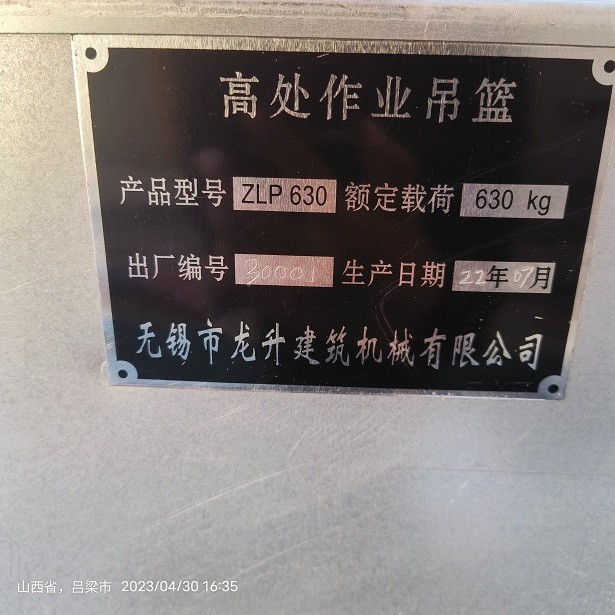 高处作业吊篮
产品型号 ZLP 630 额定载荷 630 kg
出厂编号 30001 生产日期 22年07月
无锡市龙升建筑机械有限公司
山西省，吕梁市 2023/04/30 16:35